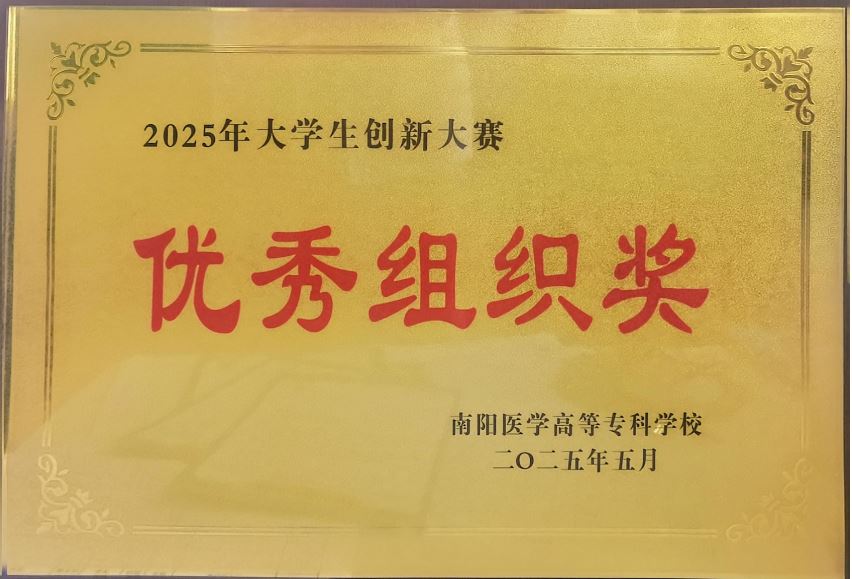 2025年大学生创新大赛
优秀组织奖
南阳医学高等专科学校
二〇二五年五月